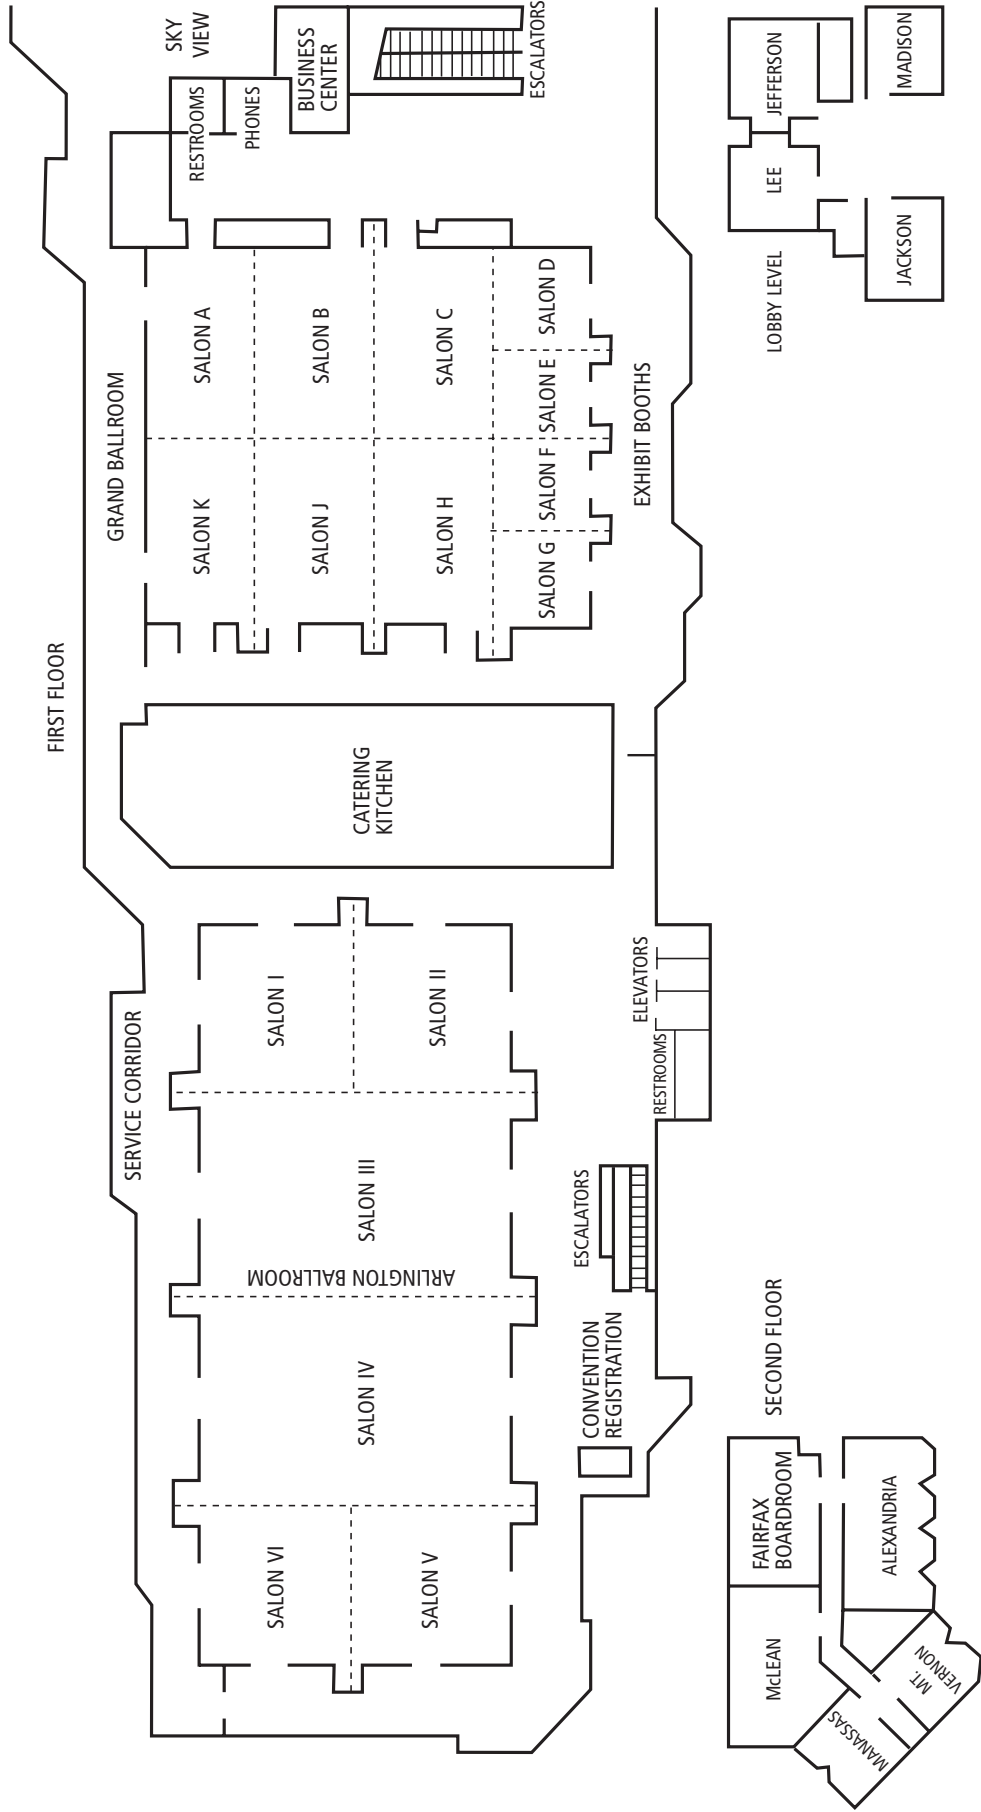 FIRST FLOOR
SKY
VIEW
RESTROOMS
PHONES
BUSINESS
CENTER
ESCALATORS
GRAND BALLROOM
SALON A
SALON B
SALON C
SALON D
SALON E
SALON F
SALON G
SALON H
SALON J
SALON K
EXHIBIT BOOTHS
CATERING
KITCHEN
SERVICE CORRIDOR
ARLINGTON BALLROOM
SALON I
SALON II
SALON III
SALON IV
SALON V
SALON VI
ELEVATORS
RESTROOMS
ESCALATORS
CONVENTION
REGISTRATION
LOBBY LEVEL
JEFFERSON
LEE
MADISON
JACKSON
SECOND FLOOR
FAIRFAX
BOARDROOM
McLEAN
ALEXANDRIA
MT.
VERNON
MANASSAS